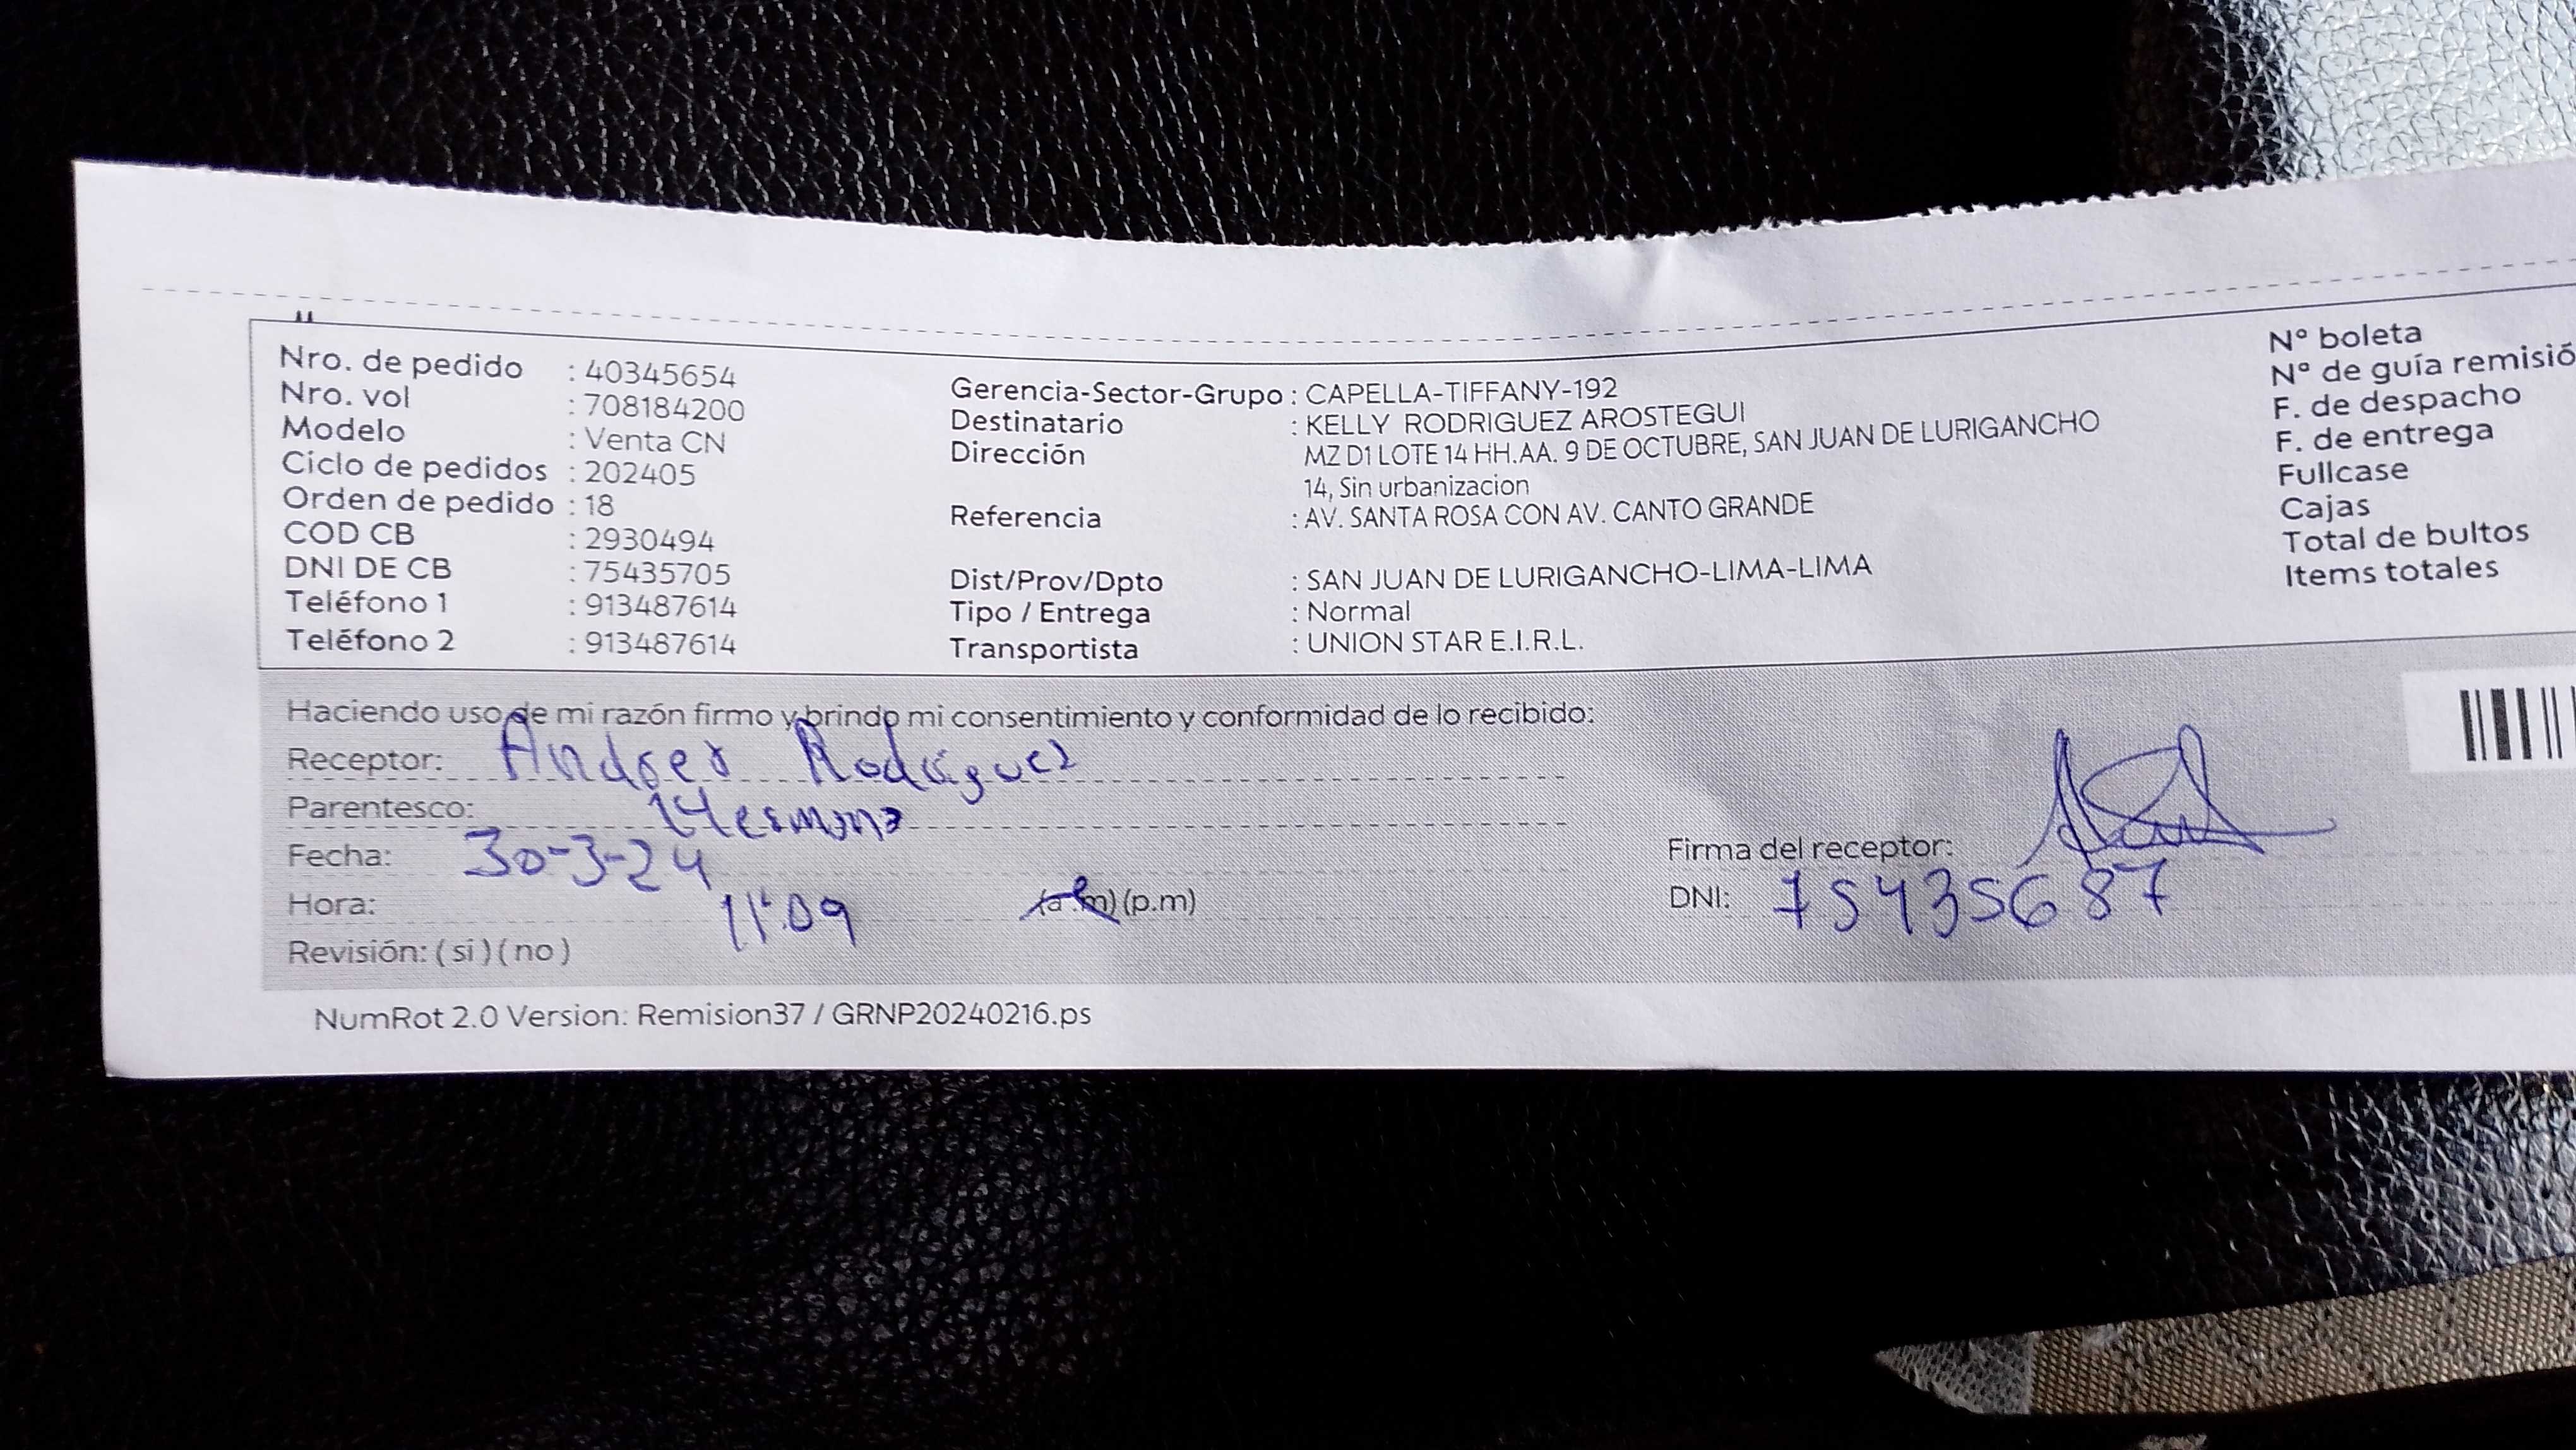 Nro. de pedido : 40345654
Nro. vol : 708184200
Modelo : Venta CN
Ciclo de pedidos : 202405
Orden de pedido : 18
COD CB : 2930494
DNI DE CB : 75435705
Teléfono 1 : 913487614
Teléfono 2 : 913487614
Gerencia-Sector-Grupo : CAPELLA-TIFFANY-192
Destinatario : KELLY RODRIGUEZ AROSTEGUI
Dirección MZ D1 LOTE 14 HH.AA. 9 DE OCTUBRE, SAN JUAN DE LURIGANCHO
14, Sin urbanizacion
Referencia : AV. SANTA ROSA CON AV. CANTO GRANDE
Dist/Prov/Dpto : SAN JUAN DE LURIGANCHO-LIMA-LIMA
Tipo / Entrega : Normal
Transportista : UNION STAR E.I.R.L.
N° boleta
N° de guía remisió
F. de despacho
F. de entrega
Fullcase
Cajas
Total de bultos
Items totales
Haciendo uso de mi razón firmo y brindo mi consentimiento y conformidad de lo recibido:
Receptor: Rodríguez
Parentesco: Hermano
Fecha: 30-3-24
Hora: 11:09 (a.m) (p.m)
Revisión: ( si ) ( no )
Firma del receptor:
DNI: 75435687
NumRot 2.0 Version: Remision37 / GRNP20240216.ps